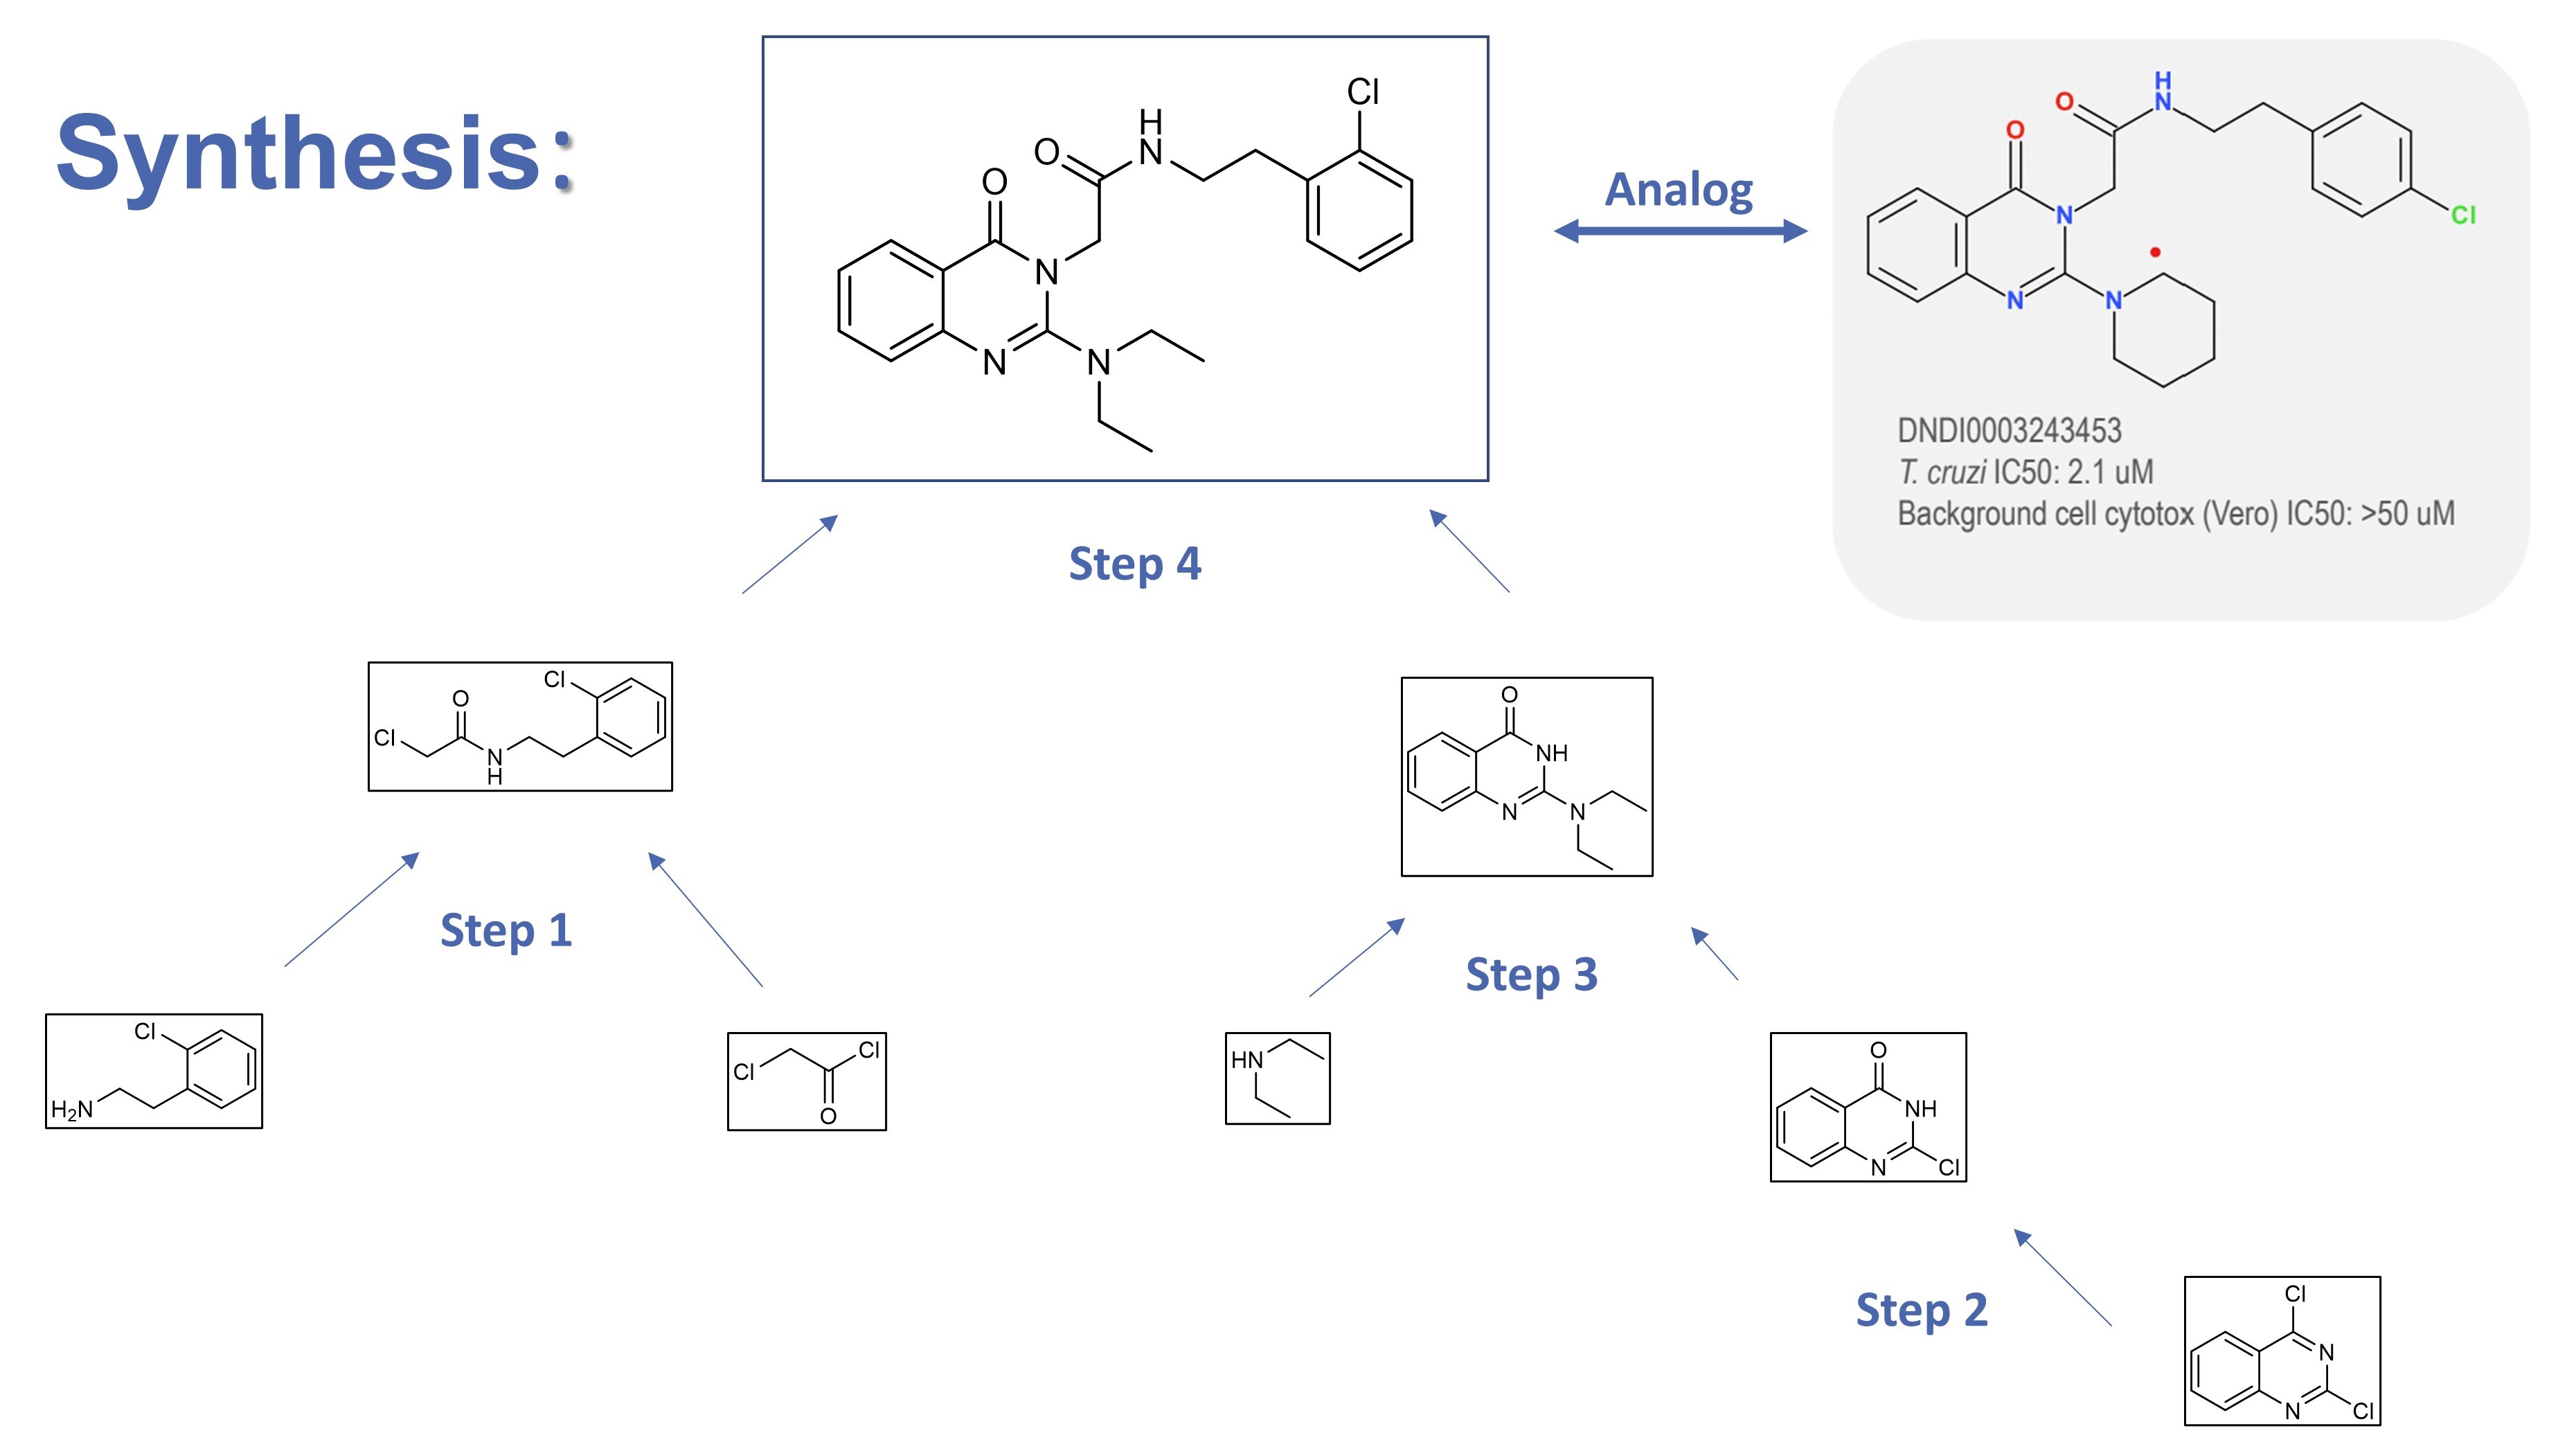 Synthesis:
Cl
H
N
O
O
N
N
N
Analog
H
N
O
O
N
Cl
N
N
DNDI0003243453
T. cruzi IC50: 2.1 uM
Background cell cytotox (Vero) IC50: >50 uM
Step 4
Cl
O
Cl
N
H
O
NH
N
N
Step 1
Step 3
Cl
H2N
Cl
Cl
O
HN
O
NH
N
Cl
Step 2
Cl
N
N
Cl